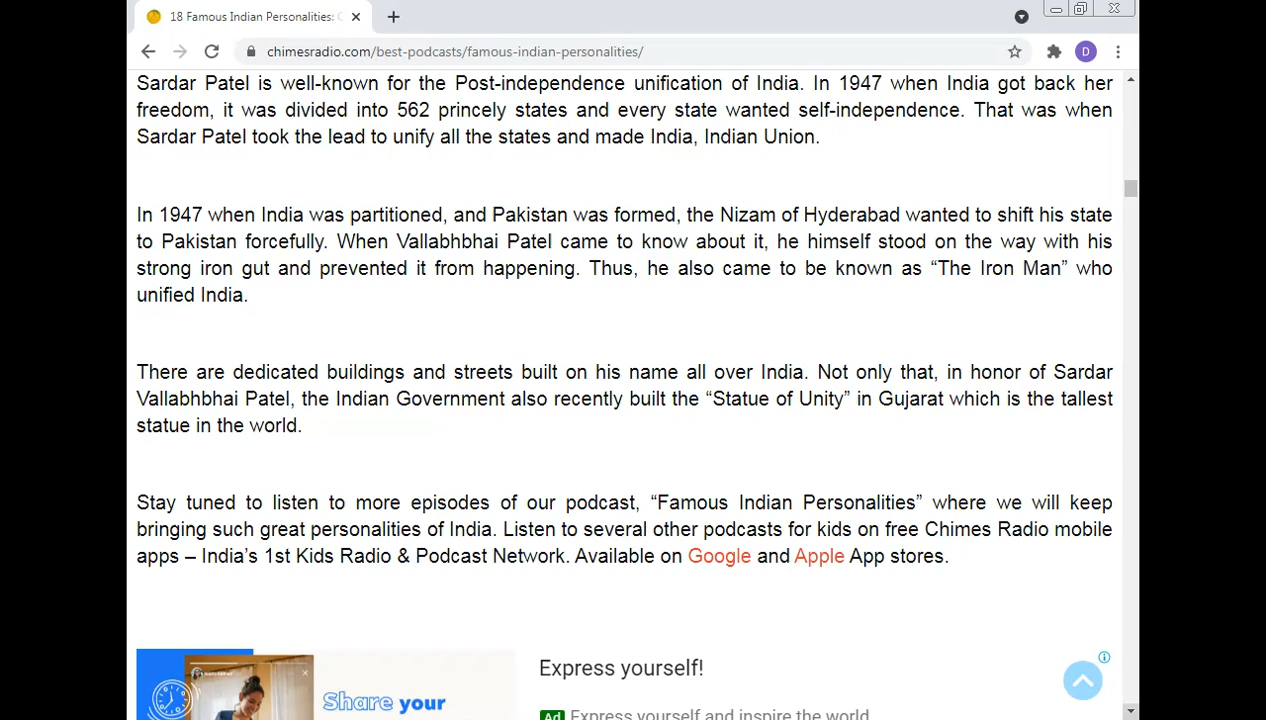 18 Famous Indian Personalities:
chimesradio.com/best-podcasts/famous-indian-personalities/
D
Sardar Patel is well-known for the Post-independence unification of India. In 1947 when India got back her
freedom, it was divided into 562 princely states and every state wanted self-independence. That was when
Sardar Patel took the lead to unify all the states and made India, Indian Union.
In 1947 when India was partitioned, and Pakistan was formed, the Nizam of Hyderabad wanted to shift his state
to Pakistan forcefully. When Vallabhbhai Patel came to know about it, he himself stood on the way with his
strong iron gut and prevented it from happening. Thus, he also came to be known as “The Iron Man” who
unified India.
There are dedicated buildings and streets built on his name all over India. Not only that, in honor of Sardar
Vallabhbhai Patel, the Indian Government also recently built the “Statue of Unity” in Gujarat which is the tallest
statue in the world.
Stay tuned to listen to more episodes of our podcast, “Famous Indian Personalities” where we will keep
bringing such great personalities of India. Listen to several other podcasts for kids on free Chimes Radio mobile
apps – India’s 1st Kids Radio & Podcast Network. Available on Google and Apple App stores.
Express yourself!
Share your
Ad Express yourself and inspire the world